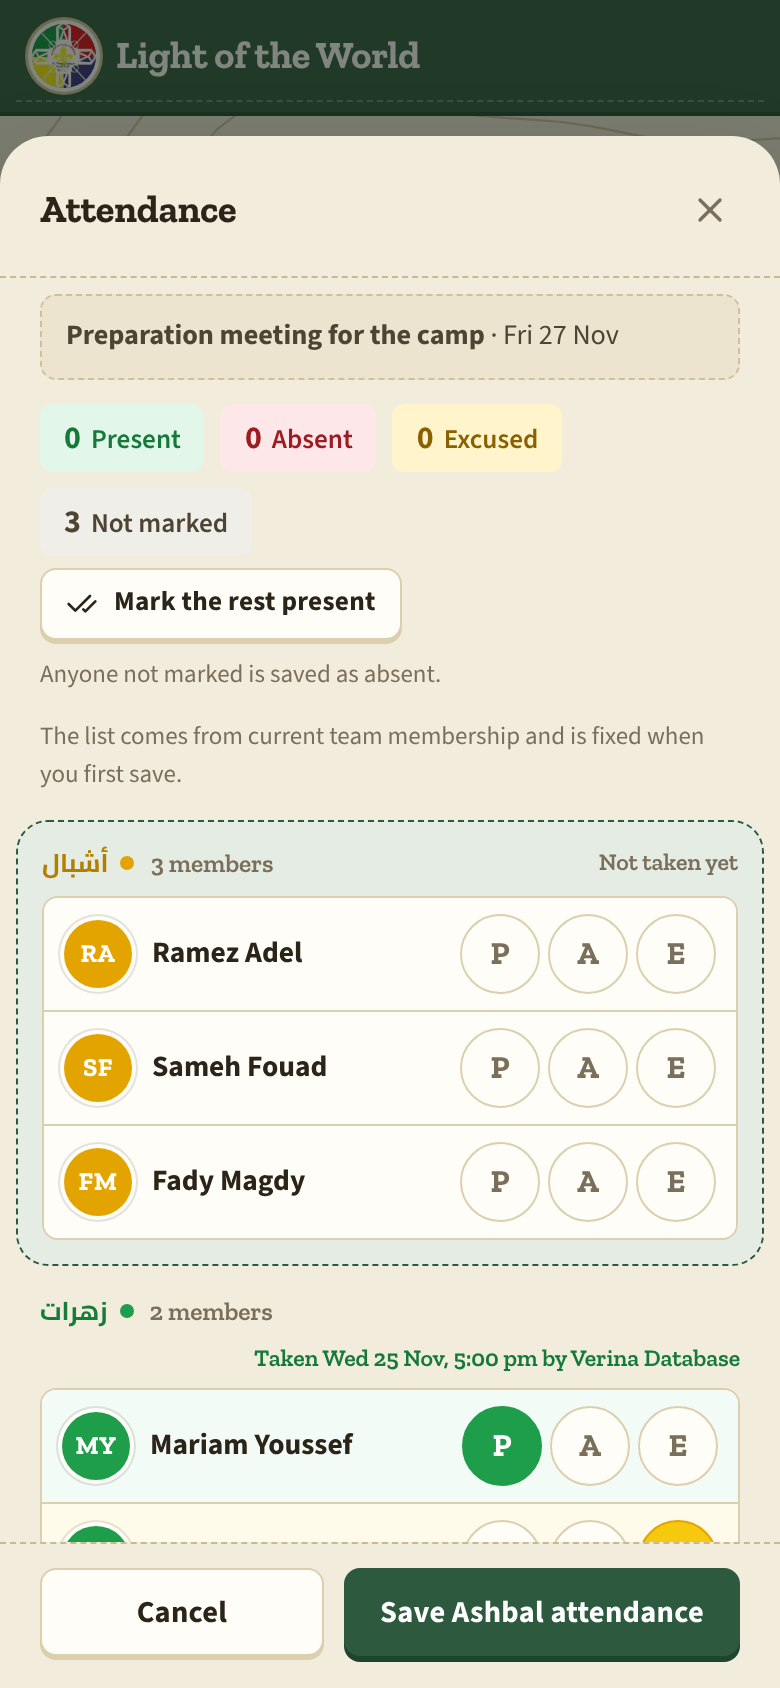 Light of the World
Attendance
Preparation meeting for the camp · Fri 27 Nov
0 Present
0 Absent
0 Excused
3 Not marked
Mark the rest present
Anyone not marked is saved as absent.
The list comes from current team membership and is fixed when
you first save.
أشبال 3 members Not taken yet
RA Ramez Adel P A E
SF Sameh Fouad P A E
FM Fady Magdy P A E
زهرات 2 members
Taken Wed 25 Nov, 5:00 pm by Verina Database
MY Mariam Youssef P A E
Cancel
Save Ashbal attendance